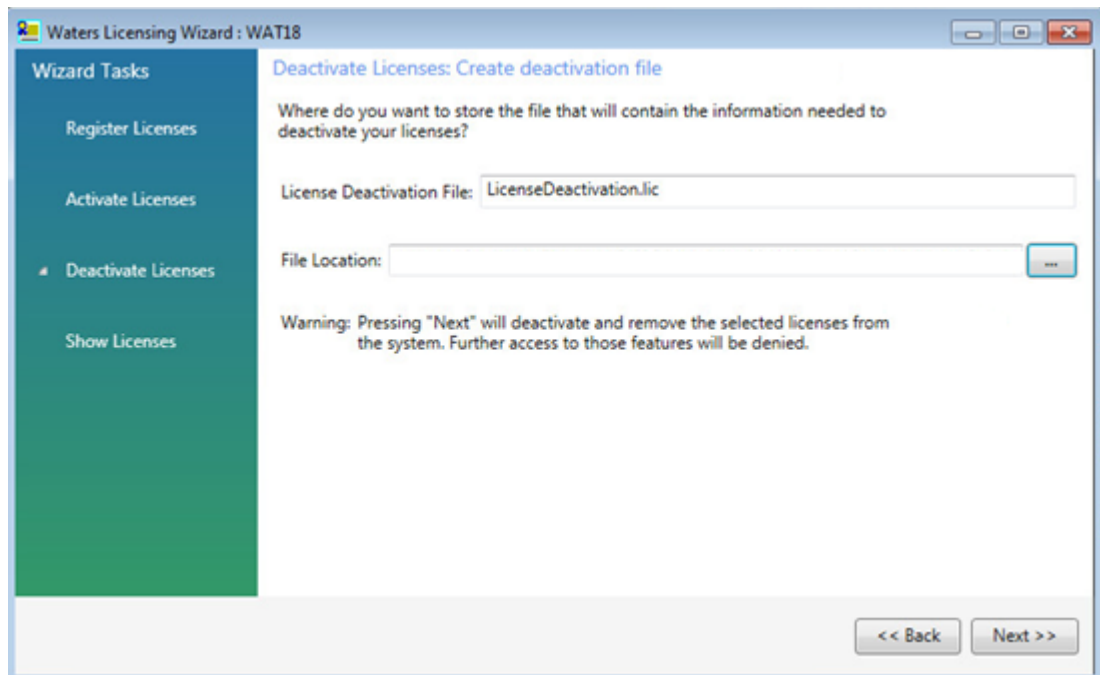 Waters Licensing Wizard : WAT18
Wizard Tasks
Register Licenses
Activate Licenses
Deactivate Licenses
Show Licenses
Deactivate Licenses: Create deactivation file
Where do you want to store the file that will contain the information needed to
deactivate your licenses?
License Deactivation File: LicenseDeactivation.lic
File Location:
...
Warning: Pressing "Next" will deactivate and remove the selected licenses from
the system. Further access to those features will be denied.
<< Back
Next >>